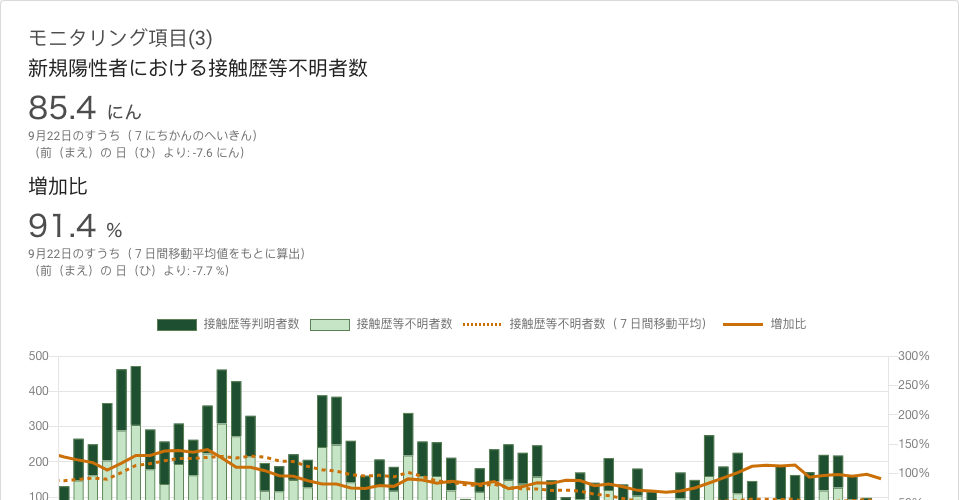 モニタリング項目(3)
新規陽性者における接触歴等不明者数
85.4 にん
9月22日のすうち（７にちかんのへいきん）
（前（まえ）の 日（ひ）より: -7.6 にん）
増加比
91.4 %
9月22日のすうち（７日間移動平均値をもとに算出）
（前（まえ）の 日（ひ）より: -7.7 %）
接触歴等判明者数 接触歴等不明者数 接触歴等不明者数（７日間移動平均） 増加比
500 300%
250%
400
200%
300
150%
200
100%
100